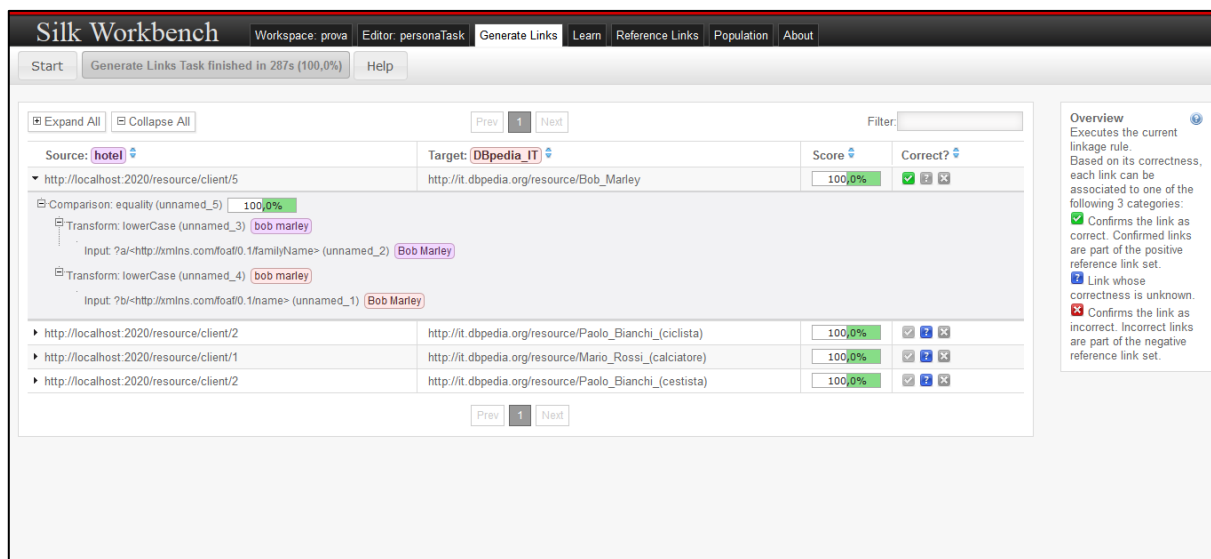 Silk Workbench Workspace: prova Editor: personaTask Generate Links Learn Reference Links Population About
Start Generate Links Task finished in 287s (100,0%) Help
Expand All Collapse All Prev 1 Next Filter:
Source: hotel Target: DBpedia_IT Score Correct?
http://localhost:2020/resource/client/5 http://it.dbpedia.org/resource/Bob_Marley 100,0%
Comparison: equality (unnamed_5) 100,0%
Transform: lowerCase (unnamed_3) bob marley
Input: ?a/<http://xmlns.com/foaf/0.1/familyName> (unnamed_2) Bob Marley
Transform: lowerCase (unnamed_4) bob marley
Input: ?b/<http://xmlns.com/foaf/0.1/name> (unnamed_1) Bob Marley
http://localhost:2020/resource/client/2 http://it.dbpedia.org/resource/Paolo_Bianchi_(ciclista) 100,0%
http://localhost:2020/resource/client/1 http://it.dbpedia.org/resource/Mario_Rossi_(calciatore) 100,0%
http://localhost:2020/resource/client/2 http://it.dbpedia.org/resource/Paolo_Bianchi_(cestista) 100,0%
Prev 1 Next
Overview
Executes the current
linkage rule.
Based on its correctness,
each link can be
associated to one of the
following 3 categories:
Confirms the link as
correct. Confirmed links
are part of the positive
reference link set.
Link whose
correctness is unknown.
Confirms the link as
incorrect. Incorrect links
are part of the negative
reference link set.